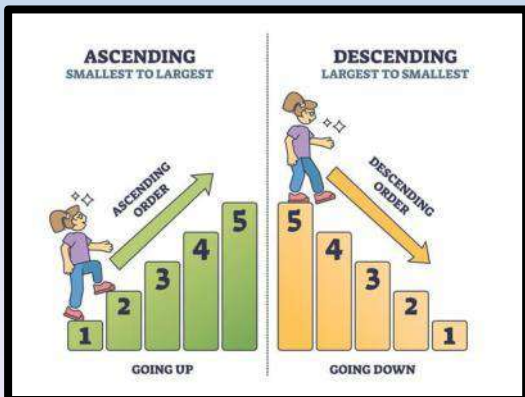 ASCENDING
SMALLEST TO LARGEST
ASCENDING
ORDER
1
2
3
4
5
GOING UP
DESCENDING
LARGEST TO SMALLEST
DESCENDING
ORDER
5
4
3
2
1
GOING DOWN